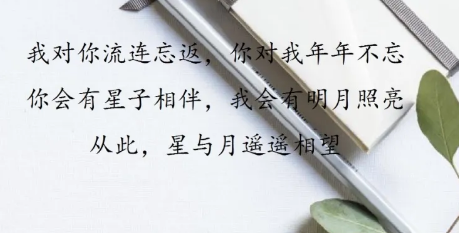 我对你流连忘返，你对我年年不忘
你会有星子相伴，我会有明月照亮
从此，星与月遥遥相望